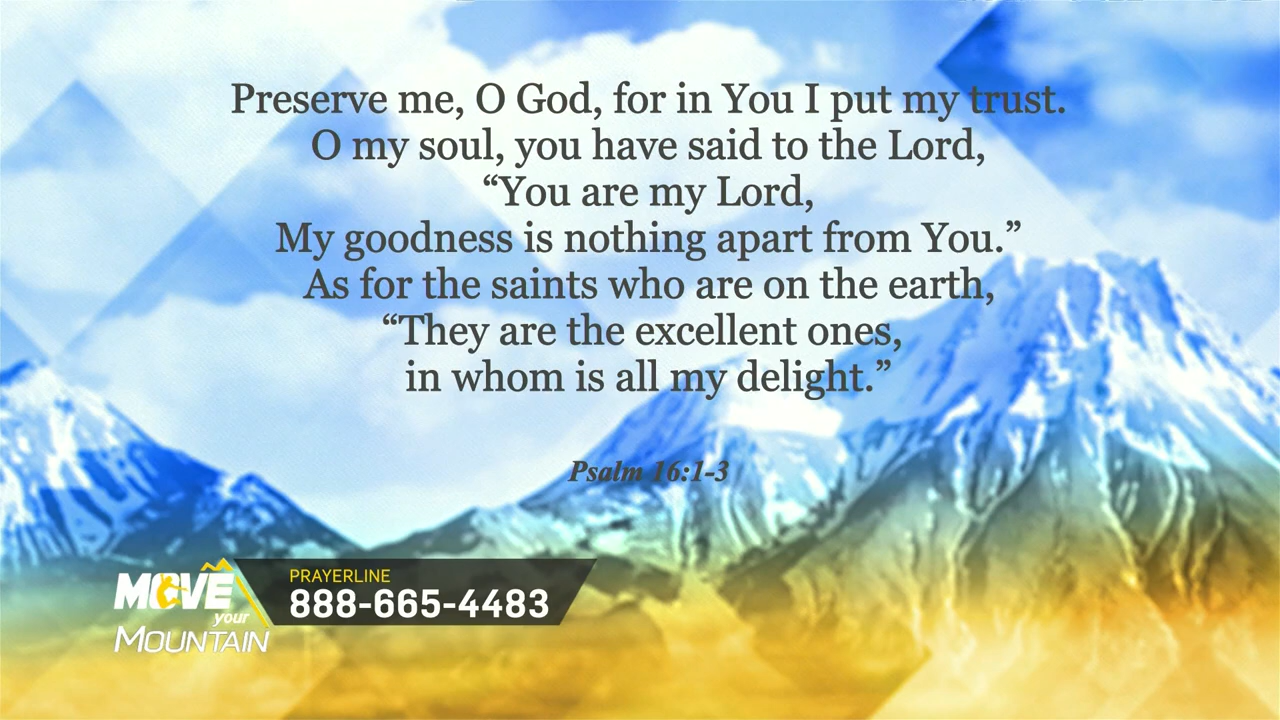 Preserve me, O God, for in You I put my trust.
O my soul, you have said to the Lord,
“You are my Lord,
My goodness is nothing apart from You.”
As for the saints who are on the earth,
“They are the excellent ones,
in whom is all my delight.”
Psalm 16:1-3
MOVE
your
MOUNTAIN
PRAYERLINE
888-665-4483